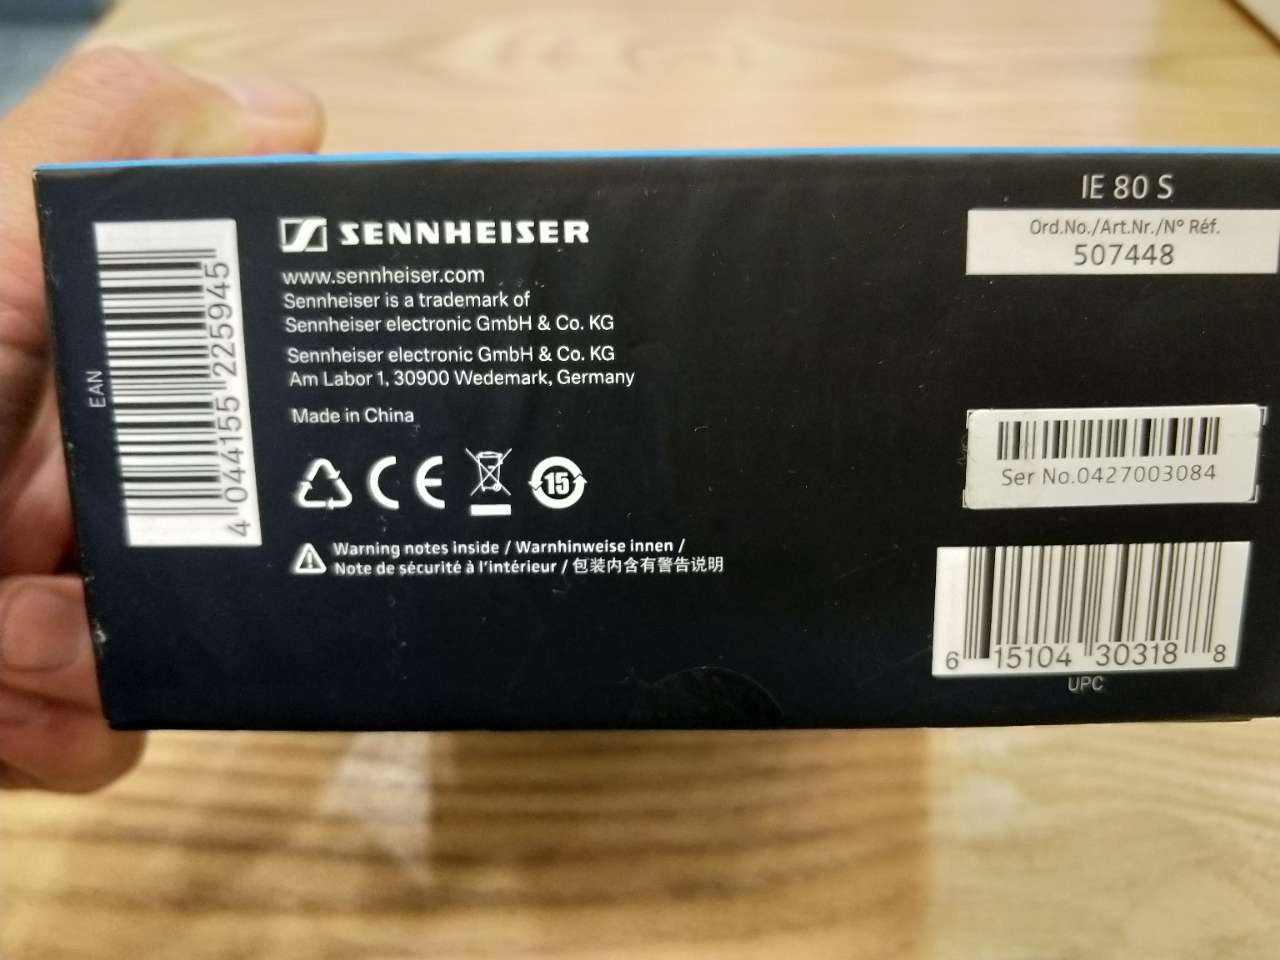 SENNHEISER
www.sennheiser.com
Sennheiser is a trademark of
Sennheiser electronic GmbH & Co. KG
Sennheiser electronic GmbH & Co. KG
Am Labor 1, 30900 Wedemark, Germany
Made in China
CE
15
Warning notes inside / Warnhinweise innen /
Note de sécurité à l'intérieur / 包装内含有警告说明
EAN
4 044155 225945
IE 80 S
Ord.No./Art.Nr./N° Réf.
507448
Ser No.0427003084
6 15104 30318 8
UPC